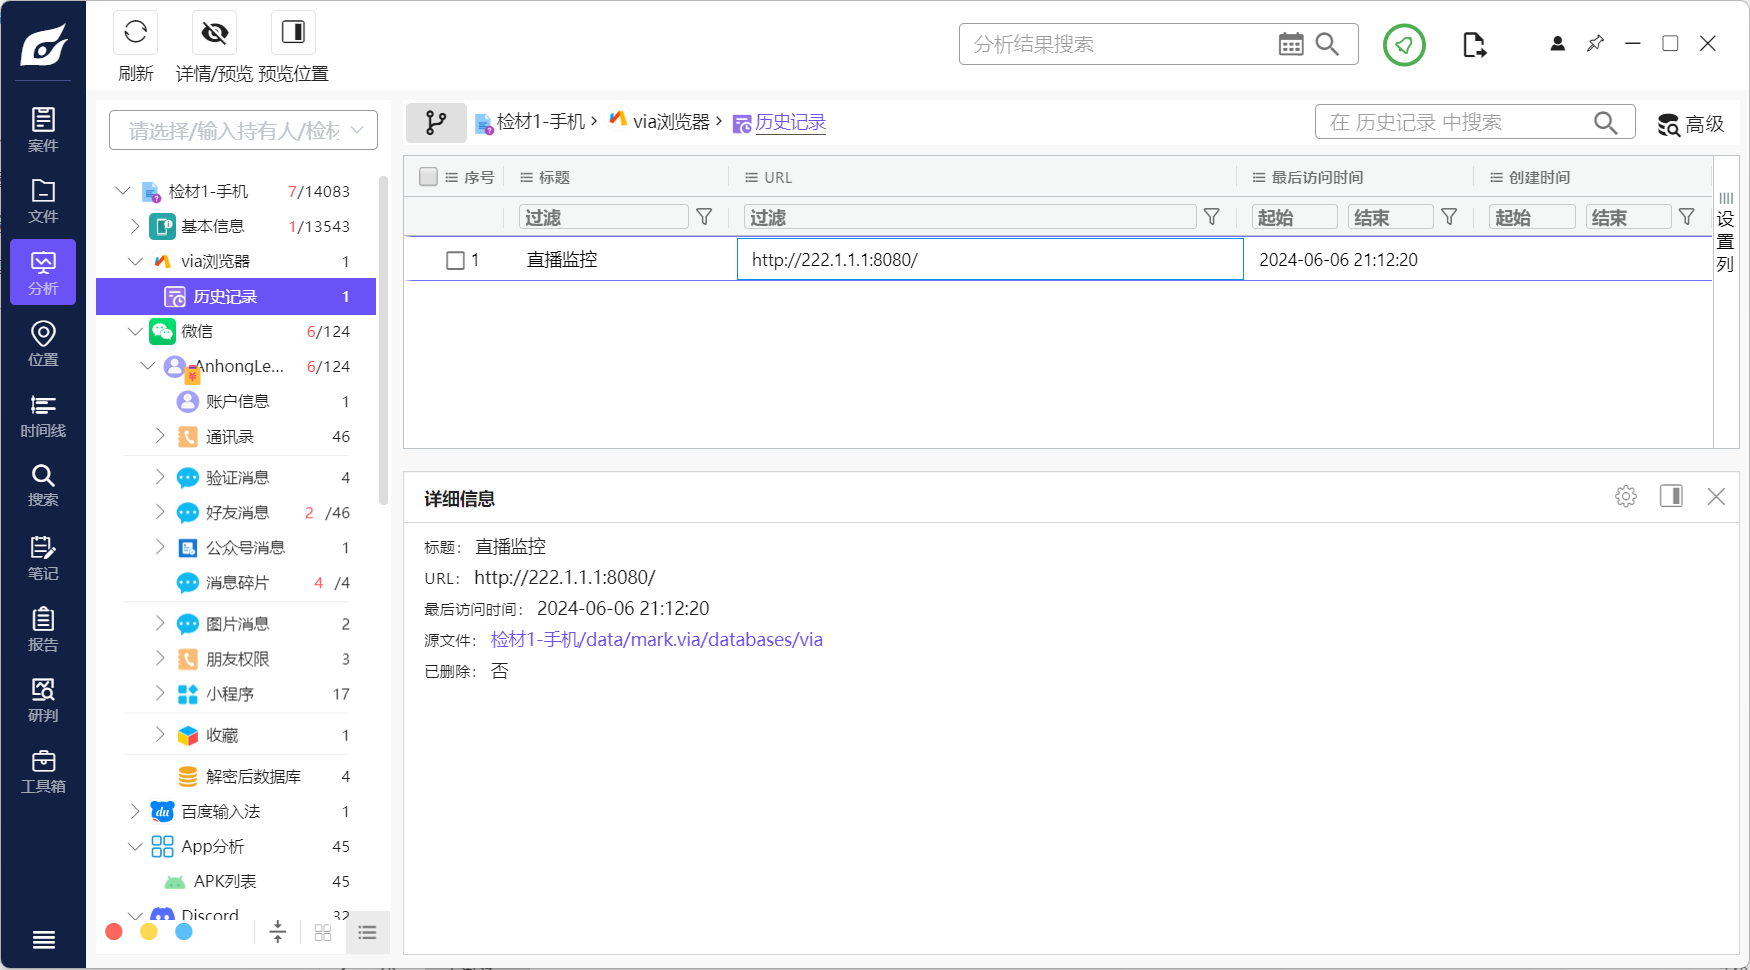 刷新
详情/预览
预览位置
分析结果搜索
案件
文件
分析
位置
时间线
搜索
笔记
报告
研判
工具箱
请选择/输入持有人/检材
检材1-手机 7/14083
基本信息 1/13543
via浏览器 1
历史记录 1
微信 6/124
AnhongLe... 6/124
账户信息 1
通讯录 46
验证消息 4
好友消息 2 /46
公众号消息 1
消息碎片 4 /4
图片消息 2
朋友权限 3
小程序 17
收藏 1
解密后数据库 4
du 百度输入法 1
App分析 45
APK列表 45
Discord 32
检材1-手机 › via浏览器 › 历史记录
在 历史记录 中搜索
高级
序号 标题 URL 最后访问时间 创建时间
过滤 过滤 起始 结束 起始 结束
1 直播监控 http://222.1.1.1:8080/ 2024-06-06 21:12:20
设置列
详细信息
标题： 直播监控
URL： http://222.1.1.1:8080/
最后访问时间： 2024-06-06 21:12:20
源文件： 检材1-手机/data/mark.via/databases/via
已删除： 否